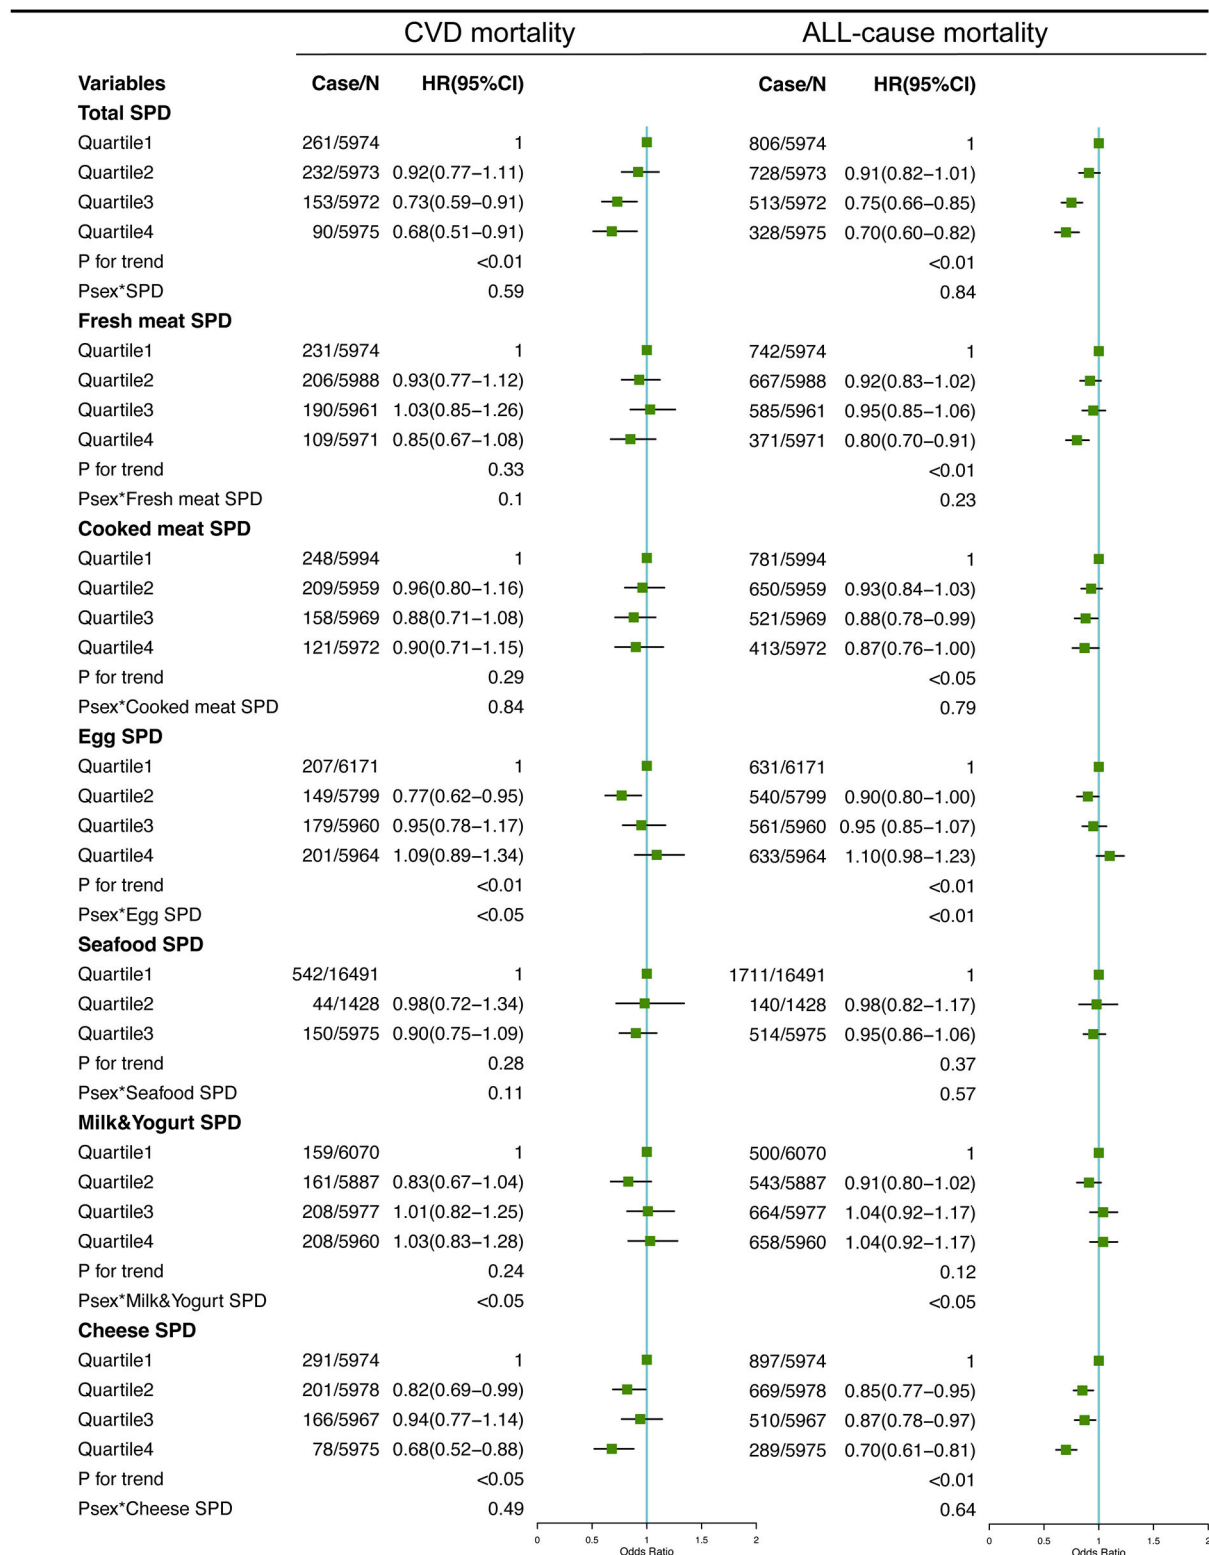 CVD mortality ALL-cause mortality
Variables Case/N HR(95%CI) Case/N HR(95%CI)
Total SPD
Quartile1 261/5974 1 806/5974 1
Quartile2 232/5973 0.92(0.77–1.11) 728/5973 0.91(0.82–1.01)
Quartile3 153/5972 0.73(0.59–0.91) 513/5972 0.75(0.66–0.85)
Quartile4 90/5975 0.68(0.51–0.91) 328/5975 0.70(0.60–0.82)
P for trend <0.01 <0.01
Psex*SPD 0.59 0.84
Fresh meat SPD
Quartile1 231/5974 1 742/5974 1
Quartile2 206/5988 0.93(0.77–1.12) 667/5988 0.92(0.83–1.02)
Quartile3 190/5961 1.03(0.85–1.26) 585/5961 0.95(0.85–1.06)
Quartile4 109/5971 0.85(0.67–1.08) 371/5971 0.80(0.70–0.91)
P for trend 0.33 <0.01
Psex*Fresh meat SPD 0.1 0.23
Cooked meat SPD
Quartile1 248/5994 1 781/5994 1
Quartile2 209/5959 0.96(0.80–1.16) 650/5959 0.93(0.84–1.03)
Quartile3 158/5969 0.88(0.71–1.08) 521/5969 0.88(0.78–0.99)
Quartile4 121/5972 0.90(0.71–1.15) 413/5972 0.87(0.76–1.00)
P for trend 0.29 <0.05
Psex*Cooked meat SPD 0.84 0.79
Egg SPD
Quartile1 207/6171 1 631/6171 1
Quartile2 149/5799 0.77(0.62–0.95) 540/5799 0.90(0.80–1.00)
Quartile3 179/5960 0.95(0.78–1.17) 561/5960 0.95 (0.85–1.07)
Quartile4 201/5964 1.09(0.89–1.34) 633/5964 1.10(0.98–1.23)
P for trend <0.01 <0.01
Psex*Egg SPD <0.05 <0.01
Seafood SPD
Quartile1 542/16491 1 1711/16491 1
Quartile2 44/1428 0.98(0.72–1.34) 140/1428 0.98(0.82–1.17)
Quartile3 150/5975 0.90(0.75–1.09) 514/5975 0.95(0.86–1.06)
P for trend 0.28 0.37
Psex*Seafood SPD 0.11 0.57
Milk&Yogurt SPD
Quartile1 159/6070 1 500/6070 1
Quartile2 161/5887 0.83(0.67–1.04) 543/5887 0.91(0.80–1.02)
Quartile3 208/5977 1.01(0.82–1.25) 664/5977 1.04(0.92–1.17)
Quartile4 208/5960 1.03(0.83–1.28) 658/5960 1.04(0.92–1.17)
P for trend 0.24 0.12
Psex*Milk&Yogurt SPD <0.05 <0.05
Cheese SPD
Quartile1 291/5974 1 897/5974 1
Quartile2 201/5978 0.82(0.69–0.99) 669/5978 0.85(0.77–0.95)
Quartile3 166/5967 0.94(0.77–1.14) 510/5967 0.87(0.78–0.97)
Quartile4 78/5975 0.68(0.52–0.88) 289/5975 0.70(0.61–0.81)
P for trend <0.05 <0.01
Psex*Cheese SPD 0.49 0.64
0 0.5 1 1.5 2 0 0.5 1 1.5 2
Odds Ratio Odds Ratio